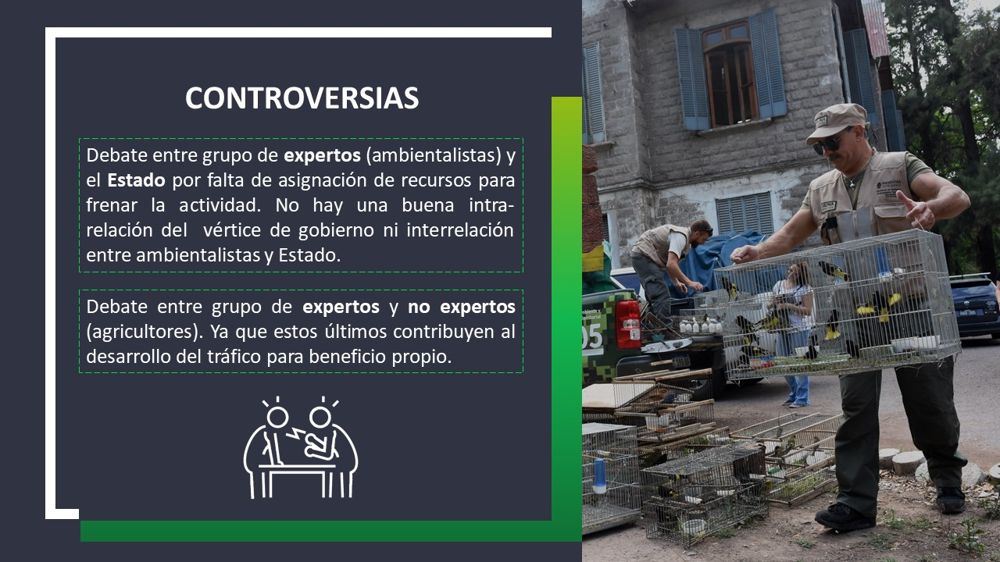 CONTROVERSIAS
Debate entre grupo de expertos (ambientalistas) y
el Estado por falta de asignación de recursos para
frenar la actividad. No hay una buena intra-
relación del vértice de gobierno ni interrelación
entre ambientalistas y Estado.
Debate entre grupo de expertos y no expertos
(agricultores). Ya que estos últimos contribuyen al
desarrollo del tráfico para beneficio propio.
MENDOZA
05